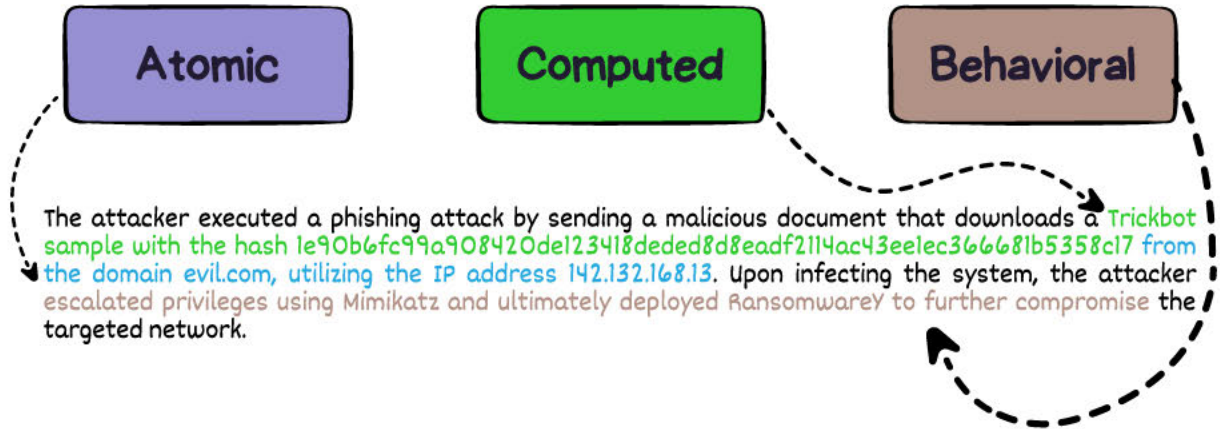 Atomic
Computed
Behavioral
The attacker executed a phishing attack by sending a malicious document that downloads a Trickbot
sample with the hash 1e90b6fc99a908420de123418deded8d8eadf2114ac43ee1ec366681b5358c17 from
the domain evil.com, utilizing the IP address 142.132.168.13. Upon infecting the system, the attacker
escalated privileges using Mimikatz and ultimately deployed RansomwareY to further compromise the
targeted network.